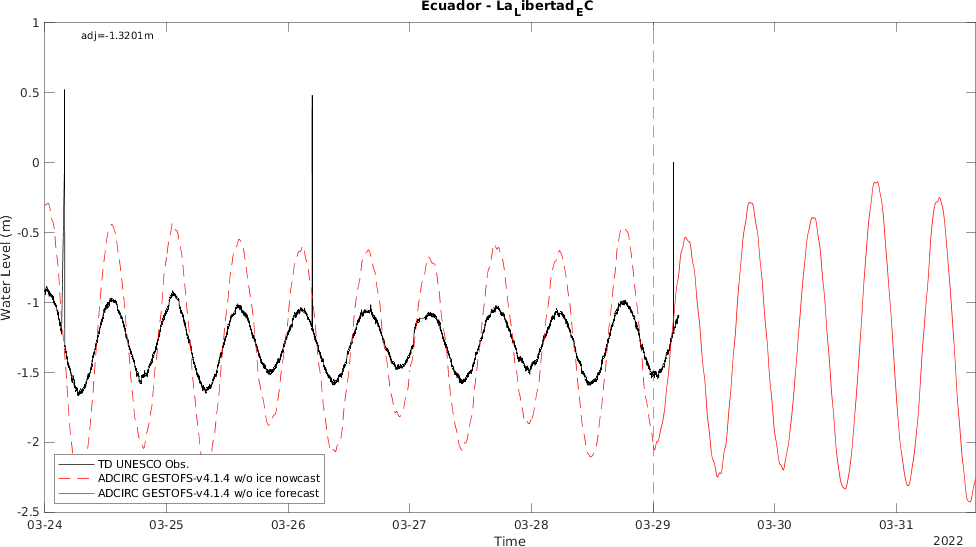 Ecuador - LaLibertadEC
adj=-1.3201m
1
0.5
0
-0.5
-1
-1.5
-2
-2.5
Water Level (m)
TD UNESCO Obs.
ADCIRC GESTOFS-v4.1.4 w/o ice nowcast
ADCIRC GESTOFS-v4.1.4 w/o ice forecast
03-24 03-25 03-26 03-27 03-28 03-29 03-30 03-31
Time
2022